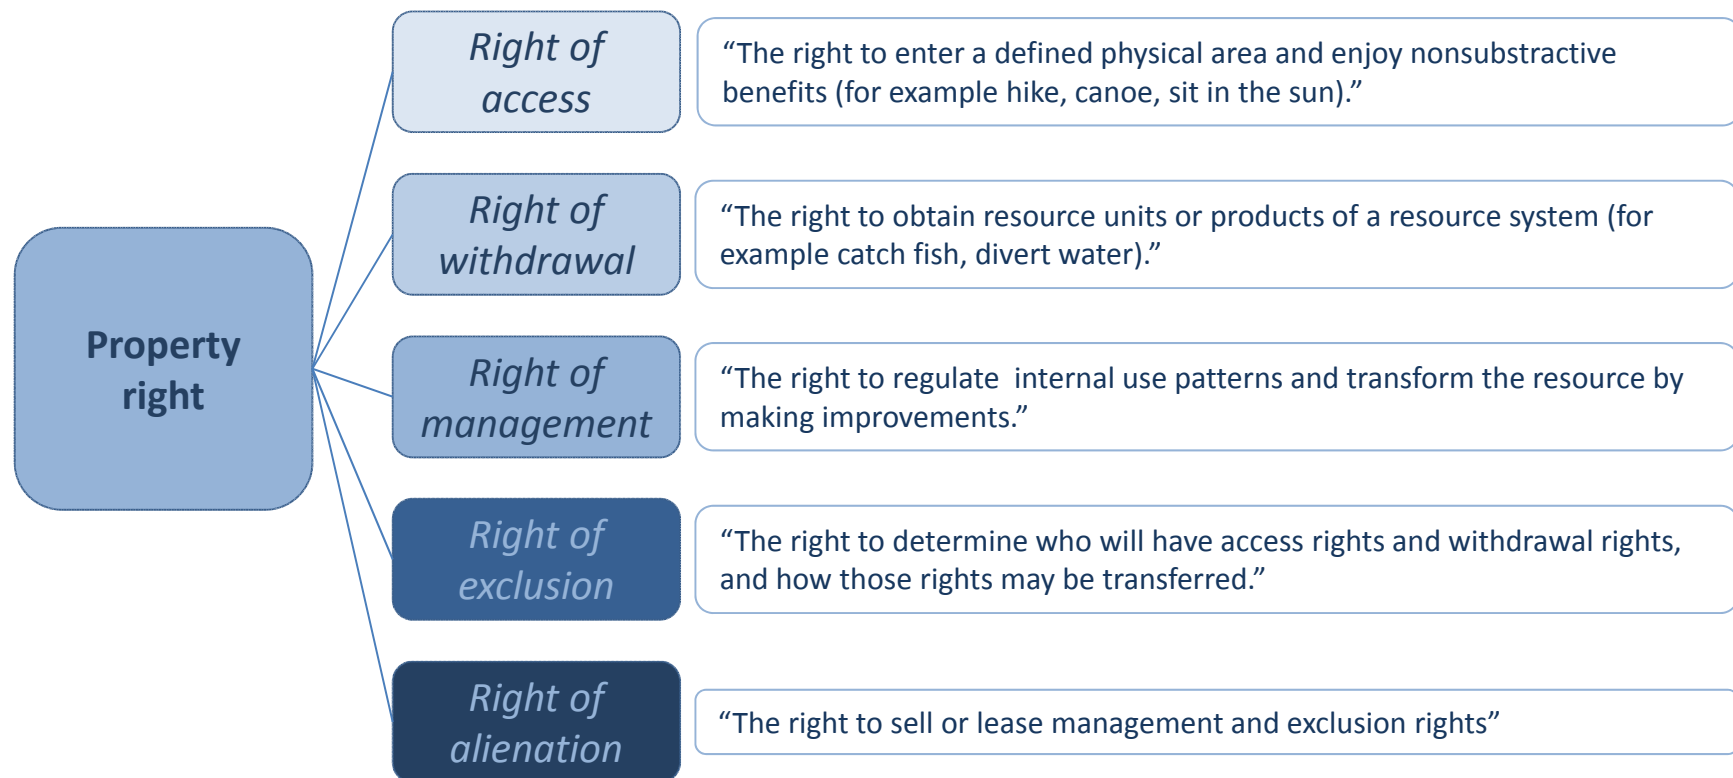 Property
right
Right of
access
“The right to enter a defined physical area and enjoy nonsubstractive
benefits (for example hike, canoe, sit in the sun).”
Right of
withdrawal
“The right to obtain resource units or products of a resource system (for
example catch fish, divert water).”
Right of
management
“The right to regulate  internal use patterns and transform the resource by
making improvements.”
Right of
exclusion
“The right to determine who will have access rights and withdrawal rights,
and how those rights may be transferred.”
Right of
alienation
“The right to sell or lease management and exclusion rights”